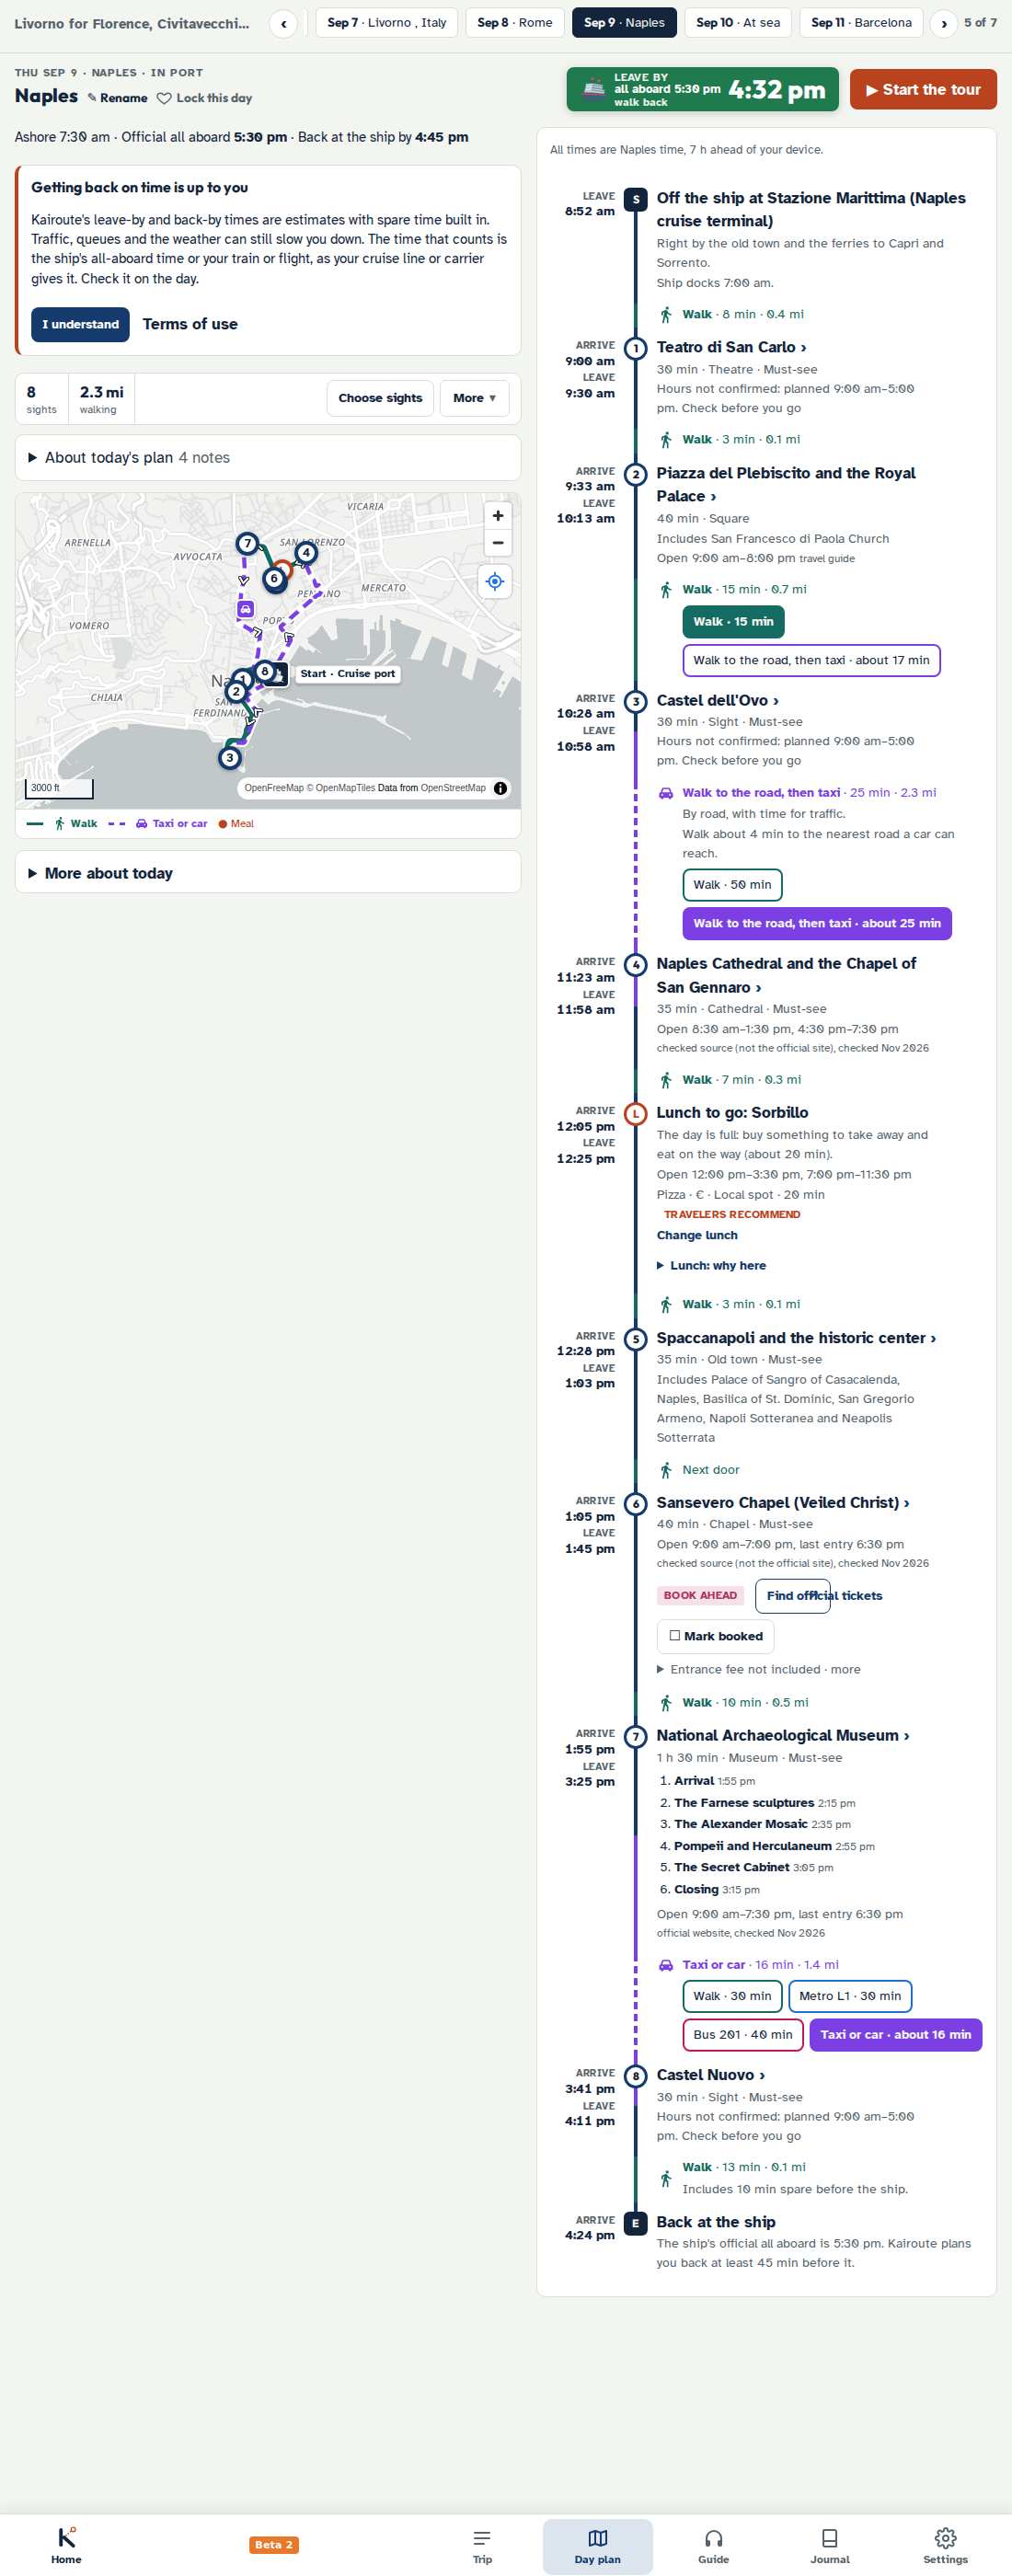 Livorno for Florence, Civitavecchi...
‹
Sep 7 · Livorno , Italy
Sep 8 · Rome
Sep 9 · Naples
Sep 10 · At sea
Sep 11 · Barcelona
›
5 of 7
THU SEP 9 · NAPLES · IN PORT
Naples ✎ Rename Lock this day
LEAVE BY
all aboard 5:30 pm
walk back
4:32 pm
▶ Start the tour
Ashore 7:30 am · Official all aboard 5:30 pm · Back at the ship by 4:45 pm
Getting back on time is up to you
Kairoute's leave-by and back-by times are estimates with spare time built in.
Traffic, queues and the weather can still slow you down. The time that counts is
the ship's all-aboard time or your train or flight, as your cruise line or carrier
gives it. Check it on the day.
I understand
Terms of use
8
sights
2.3 mi
walking
Choose sights
More ▾
▶ About today's plan 4 notes
VICARIA
ARENELLA
AVVOCATA
MERCATO
VOMERO
CHIAIA
FERDINAND
7
4
6
8
1
2
3
Start · Cruise port
+
−
3000 ft
OpenFreeMap © OpenMapTiles Data from OpenStreetMap
Walk
Taxi or car
Meal
▶ More about today
All times are Naples time, 7 h ahead of your device.
LEAVE
8:52 am
S
Off the ship at Stazione Marittima (Naples
cruise terminal)
Right by the old town and the ferries to Capri and
Sorrento.
Ship docks 7:00 am.
Walk · 8 min · 0.4 mi
ARRIVE
9:00 am
LEAVE
9:30 am
1
Teatro di San Carlo ›
30 min · Theatre · Must-see
Hours not confirmed: planned 9:00 am–5:00
pm. Check before you go
Walk · 3 min · 0.1 mi
ARRIVE
9:33 am
LEAVE
10:13 am
2
Piazza del Plebiscito and the Royal
Palace ›
40 min · Square
Includes San Francesco di Paola Church
Open 9:00 am–8:00 pm travel guide
Walk · 15 min · 0.7 mi
Walk · 15 min
Walk to the road, then taxi · about 17 min
ARRIVE
10:28 am
LEAVE
10:58 am
3
Castel dell'Ovo ›
30 min · Sight · Must-see
Hours not confirmed: planned 9:00 am–5:00
pm. Check before you go
Walk to the road, then taxi · 25 min · 2.3 mi
By road, with time for traffic.
Walk about 4 min to the nearest road a car can
reach.
Walk · 50 min
Walk to the road, then taxi · about 25 min
ARRIVE
11:23 am
LEAVE
11:58 am
4
Naples Cathedral and the Chapel of
San Gennaro ›
35 min · Cathedral · Must-see
Open 8:30 am–1:30 pm, 4:30 pm–7:30 pm
checked source (not the official site), checked Nov 2026
Walk · 7 min · 0.3 mi
ARRIVE
12:05 pm
LEAVE
12:25 pm
L
Lunch to go: Sorbillo
The day is full: buy something to take away and
eat on the way (about 20 min).
Open 12:00 pm–3:30 pm, 7:00 pm–11:30 pm
Pizza · € · Local spot · 20 min
TRAVELERS RECOMMEND
Change lunch
▶ Lunch: why here
Walk · 3 min · 0.1 mi
ARRIVE
12:28 pm
LEAVE
1:03 pm
5
Spaccanapoli and the historic center ›
35 min · Old town · Must-see
Includes Palace of Sangro of Casacalenda,
Naples, Basilica of St. Dominic, San Gregorio
Armeno, Napoli Sotteranea and Neapolis
Sotterrata
Next door
ARRIVE
1:05 pm
LEAVE
1:45 pm
6
Sansevero Chapel (Veiled Christ) ›
40 min · Chapel · Must-see
Open 9:00 am–7:00 pm, last entry 6:30 pm
checked source (not the official site), checked Nov 2026
BOOK AHEAD
Find official tickets
☐ Mark booked
▶ Entrance fee not included · more
Walk · 10 min · 0.5 mi
ARRIVE
1:55 pm
LEAVE
3:25 pm
7
National Archaeological Museum ›
1 h 30 min · Museum · Must-see
1. Arrival 1:55 pm
2. The Farnese sculptures 2:15 pm
3. The Alexander Mosaic 2:35 pm
4. Pompeii and Herculaneum 2:55 pm
5. The Secret Cabinet 3:05 pm
6. Closing 3:15 pm
Open 9:00 am–7:30 pm, last entry 6:30 pm
official website, checked Nov 2026
Taxi or car · 16 min · 1.4 mi
Walk · 30 min
Metro L1 · 30 min
Bus 201 · 40 min
Taxi or car · about 16 min
ARRIVE
3:41 pm
LEAVE
4:11 pm
8
Castel Nuovo ›
30 min · Sight · Must-see
Hours not confirmed: planned 9:00 am–5:00
pm. Check before you go
Walk · 13 min · 0.1 mi
Includes 10 min spare before the ship.
ARRIVE
4:24 pm
E
Back at the ship
The ship's official all aboard is 5:30 pm. Kairoute plans
you back at least 45 min before it.
Home
Beta 2
Trip
Day plan
Guide
Journal
Settings